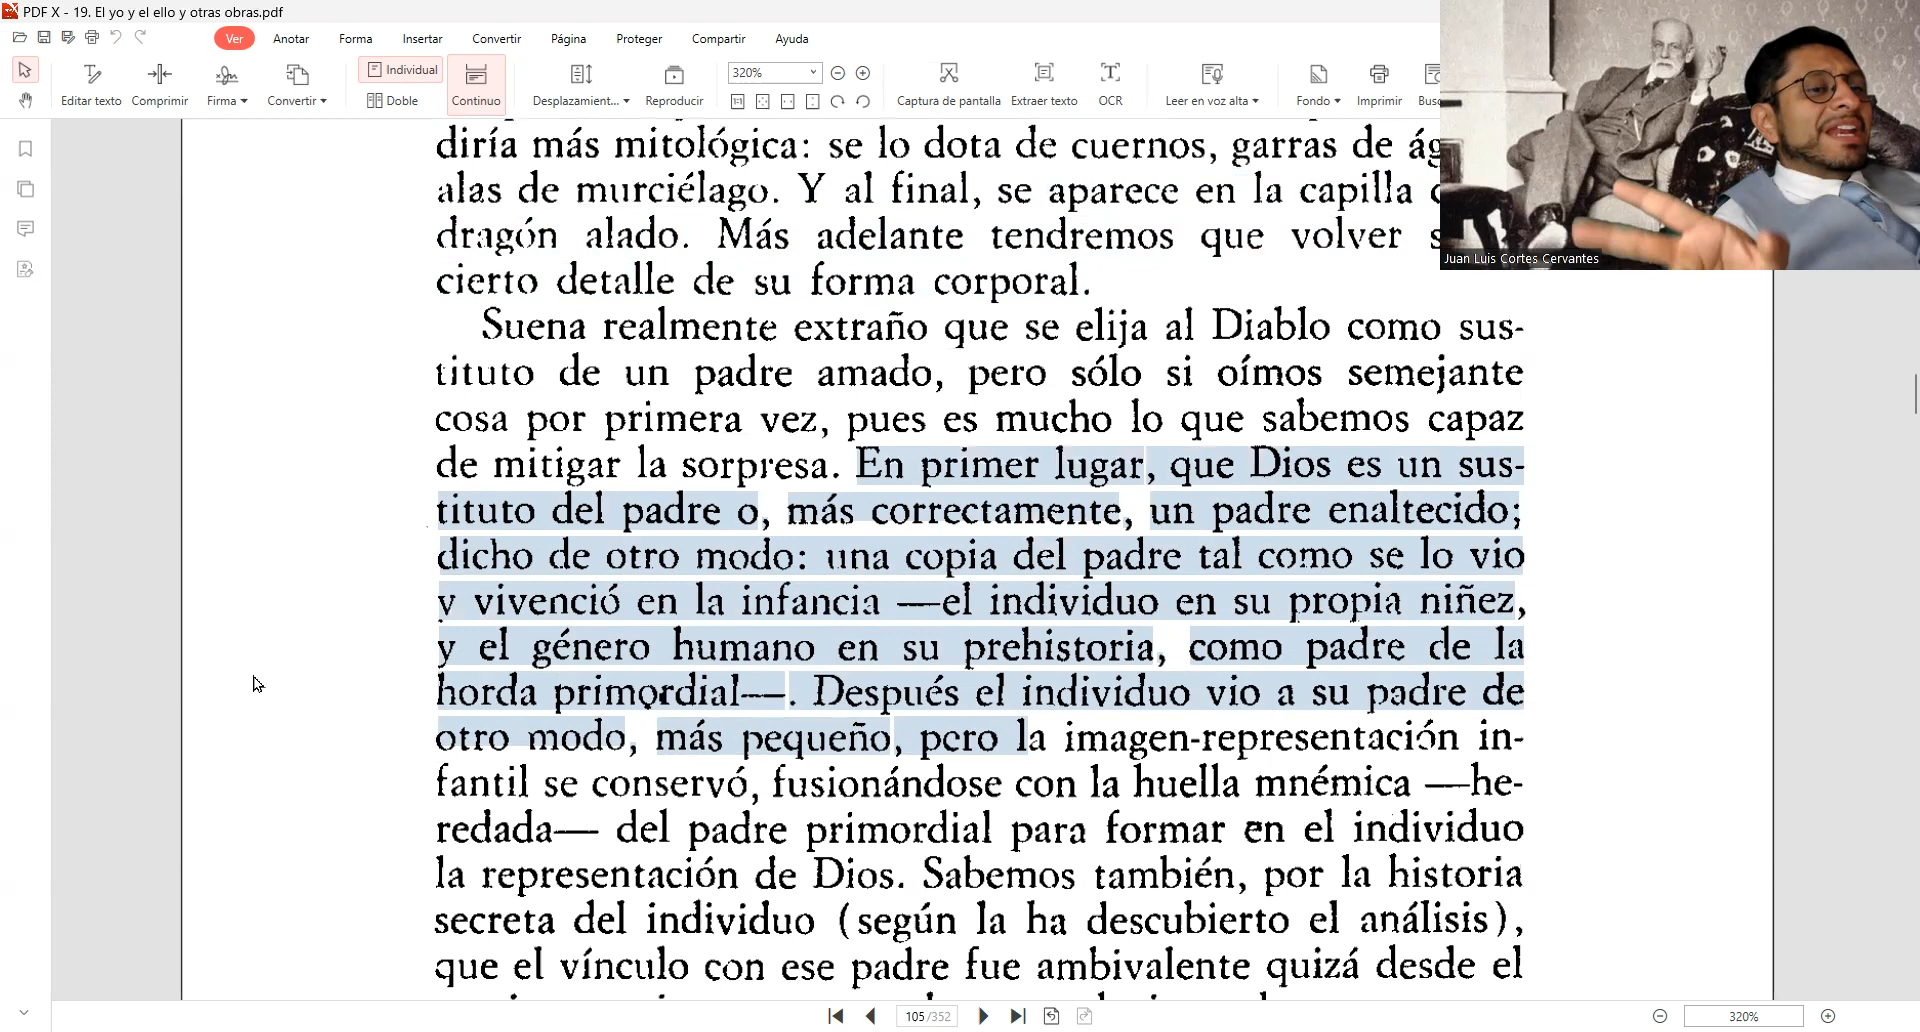 PDF X - 19. El yo y el ello y otras obras.pdf
Ver Anotar Forma Insertar Convertir Página Proteger Compartir Ayuda
Individual
320%
Editar texto Comprimir Firma Convertir Doble Continuo Desplazamient... Reproducir Captura de pantalla Extraer texto OCR Leer en voz alta Fondo Imprimir Busc
Juan Luis Cortes Cervantes
diría más mitológica: se lo dota de cuernos, garras de ág
alas de murciélago. Y al final, se aparece en la capilla
dragón alado. Más adelante tendremos que volver s
cierto detalle de su forma corporal.
Suena realmente extraño que se elija al Diablo como sus-
tituto de un padre amado, pero sólo si oímos semejante
cosa por primera vez, pues es mucho lo que sabemos capaz
de mitigar la sorpresa. En primer lugar, que Dios es un sus-
tituto del padre o, más correctamente, un padre enaltecido;
dicho de otro modo: una copia del padre tal como se lo vio
y vivenció en la infancia —el individuo en su propia niñez,
y el género humano en su prehistoria, como padre de la
horda primordial—. Después el individuo vio a su padre de
otro modo, más pequeño, pero la imagen-representación in-
fantil se conservó, fusionándose con la huella mnémica —he-
redada— del padre primordial para formar en el individuo
la representación de Dios. Sabemos también, por la historia
secreta del individuo (según la ha descubierto el análisis),
que el vínculo con ese padre fue ambivalente quizá desde el
105 /352
320%